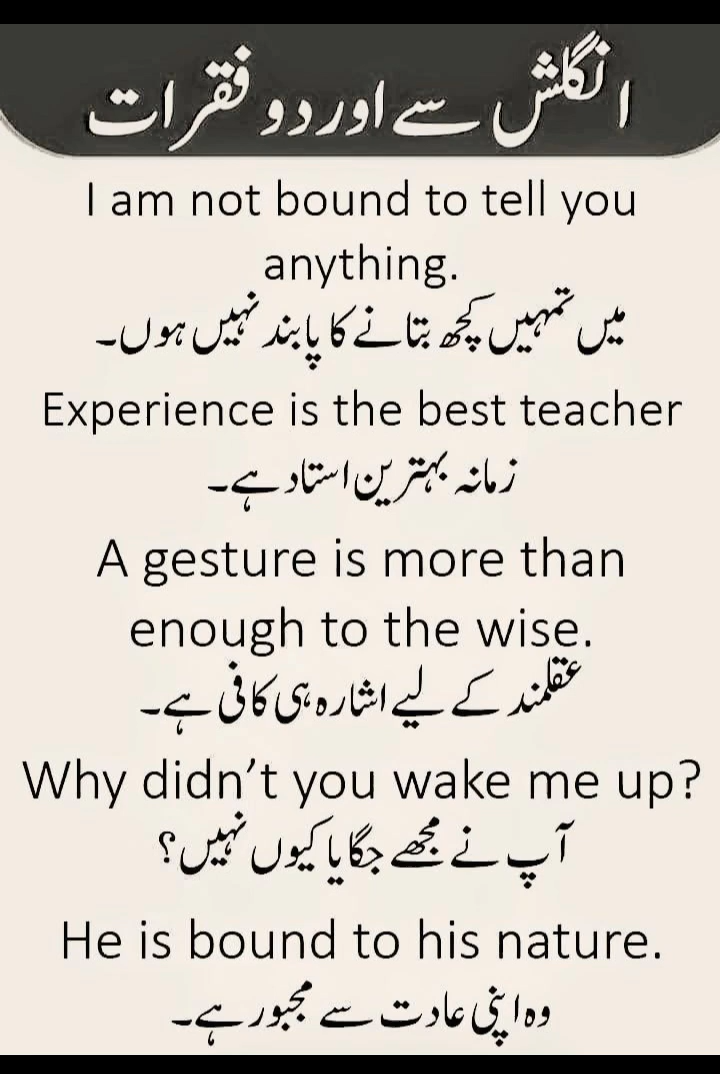 انگلش سے اوردو فقرات
I am not bound to tell you
anything.
میں تمہیں کچھ بتانے کا پابند نہیں ہوں۔
Experience is the best teacher
زمانہ بہترین استاد ہے۔
A gesture is more than
enough to the wise.
عقلمند کے لیے اشارہ ہی کافی ہے۔
Why didn’t you wake me up?
آپ نے مجھے جگایا کیوں نہیں؟
He is bound to his nature.
وہ اپنی عادت سے مجبور ہے۔